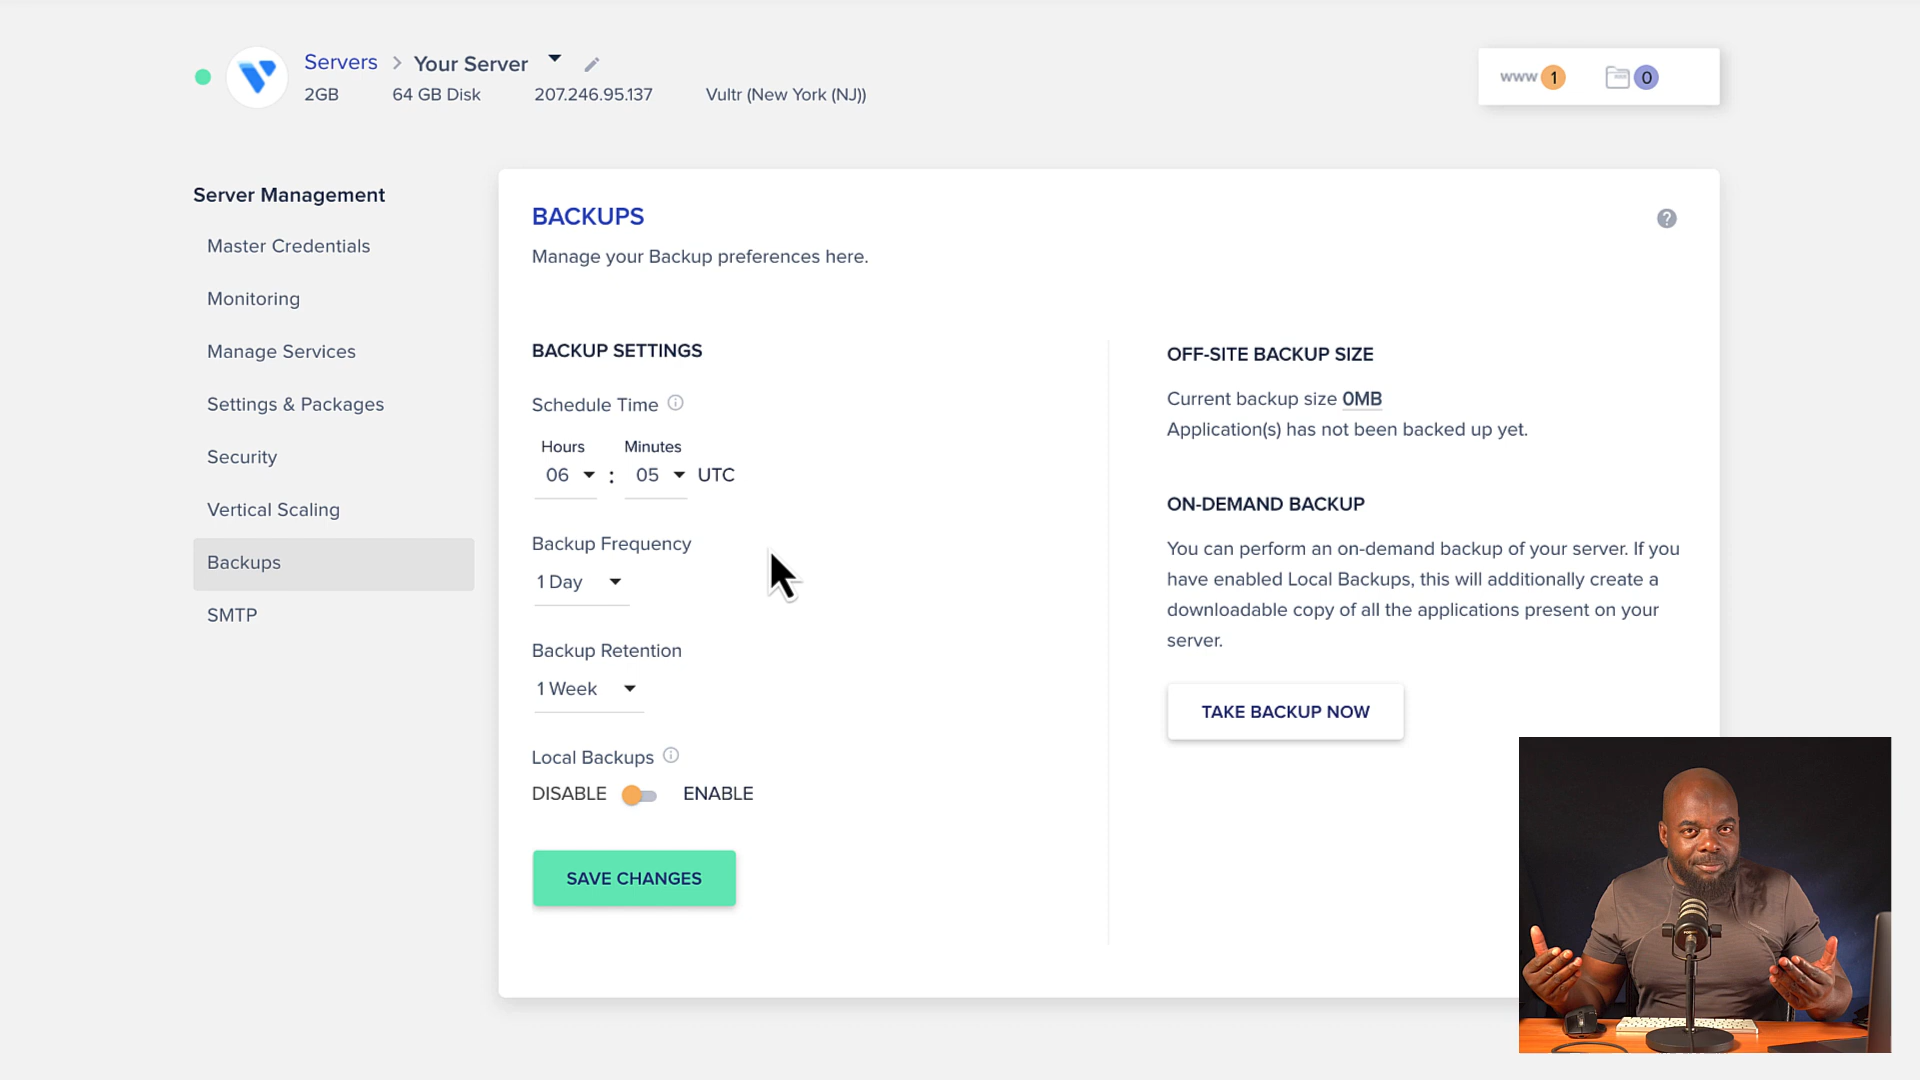 Servers > Your Server
2GB 64 GB Disk 207.246.95.137 Vultr (New York (NJ))
www 1 0
Server Management
Master Credentials
Monitoring
Manage Services
Settings & Packages
Security
Vertical Scaling
Backups
SMTP
BACKUPS
Manage your Backup preferences here.
BACKUP SETTINGS
Schedule Time
Hours Minutes
06 : 05 UTC
Backup Frequency
1 Day
Backup Retention
1 Week
Local Backups
DISABLE ENABLE
SAVE CHANGES
OFF-SITE BACKUP SIZE
Current backup size 0MB
Application(s) has not been backed up yet.
ON-DEMAND BACKUP
You can perform an on-demand backup of your server. If you
have enabled Local Backups, this will additionally create a
downloadable copy of all the applications present on your
server.
TAKE BACKUP NOW